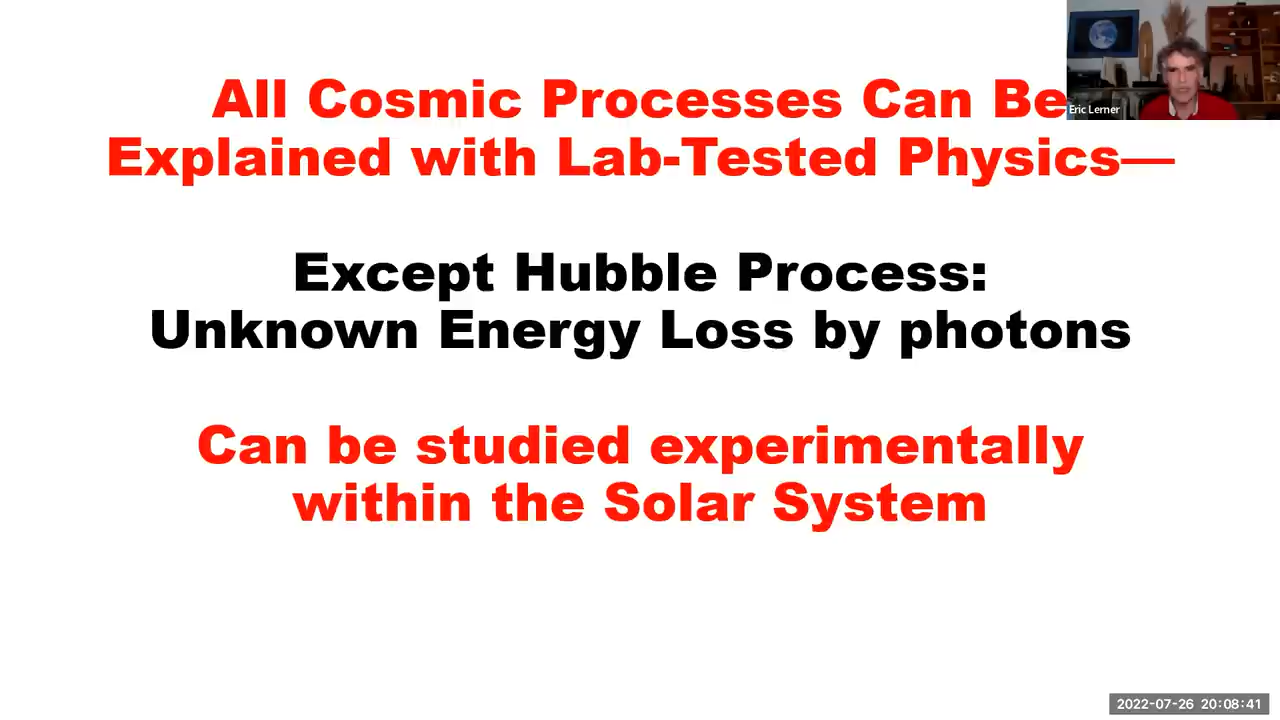 All Cosmic Processes Can Be
Eric Lerner
Explained with Lab-Tested Physics—
Except Hubble Process:
Unknown Energy Loss by photons
Can be studied experimentally
within the Solar System
2022-07-26 20:08:41